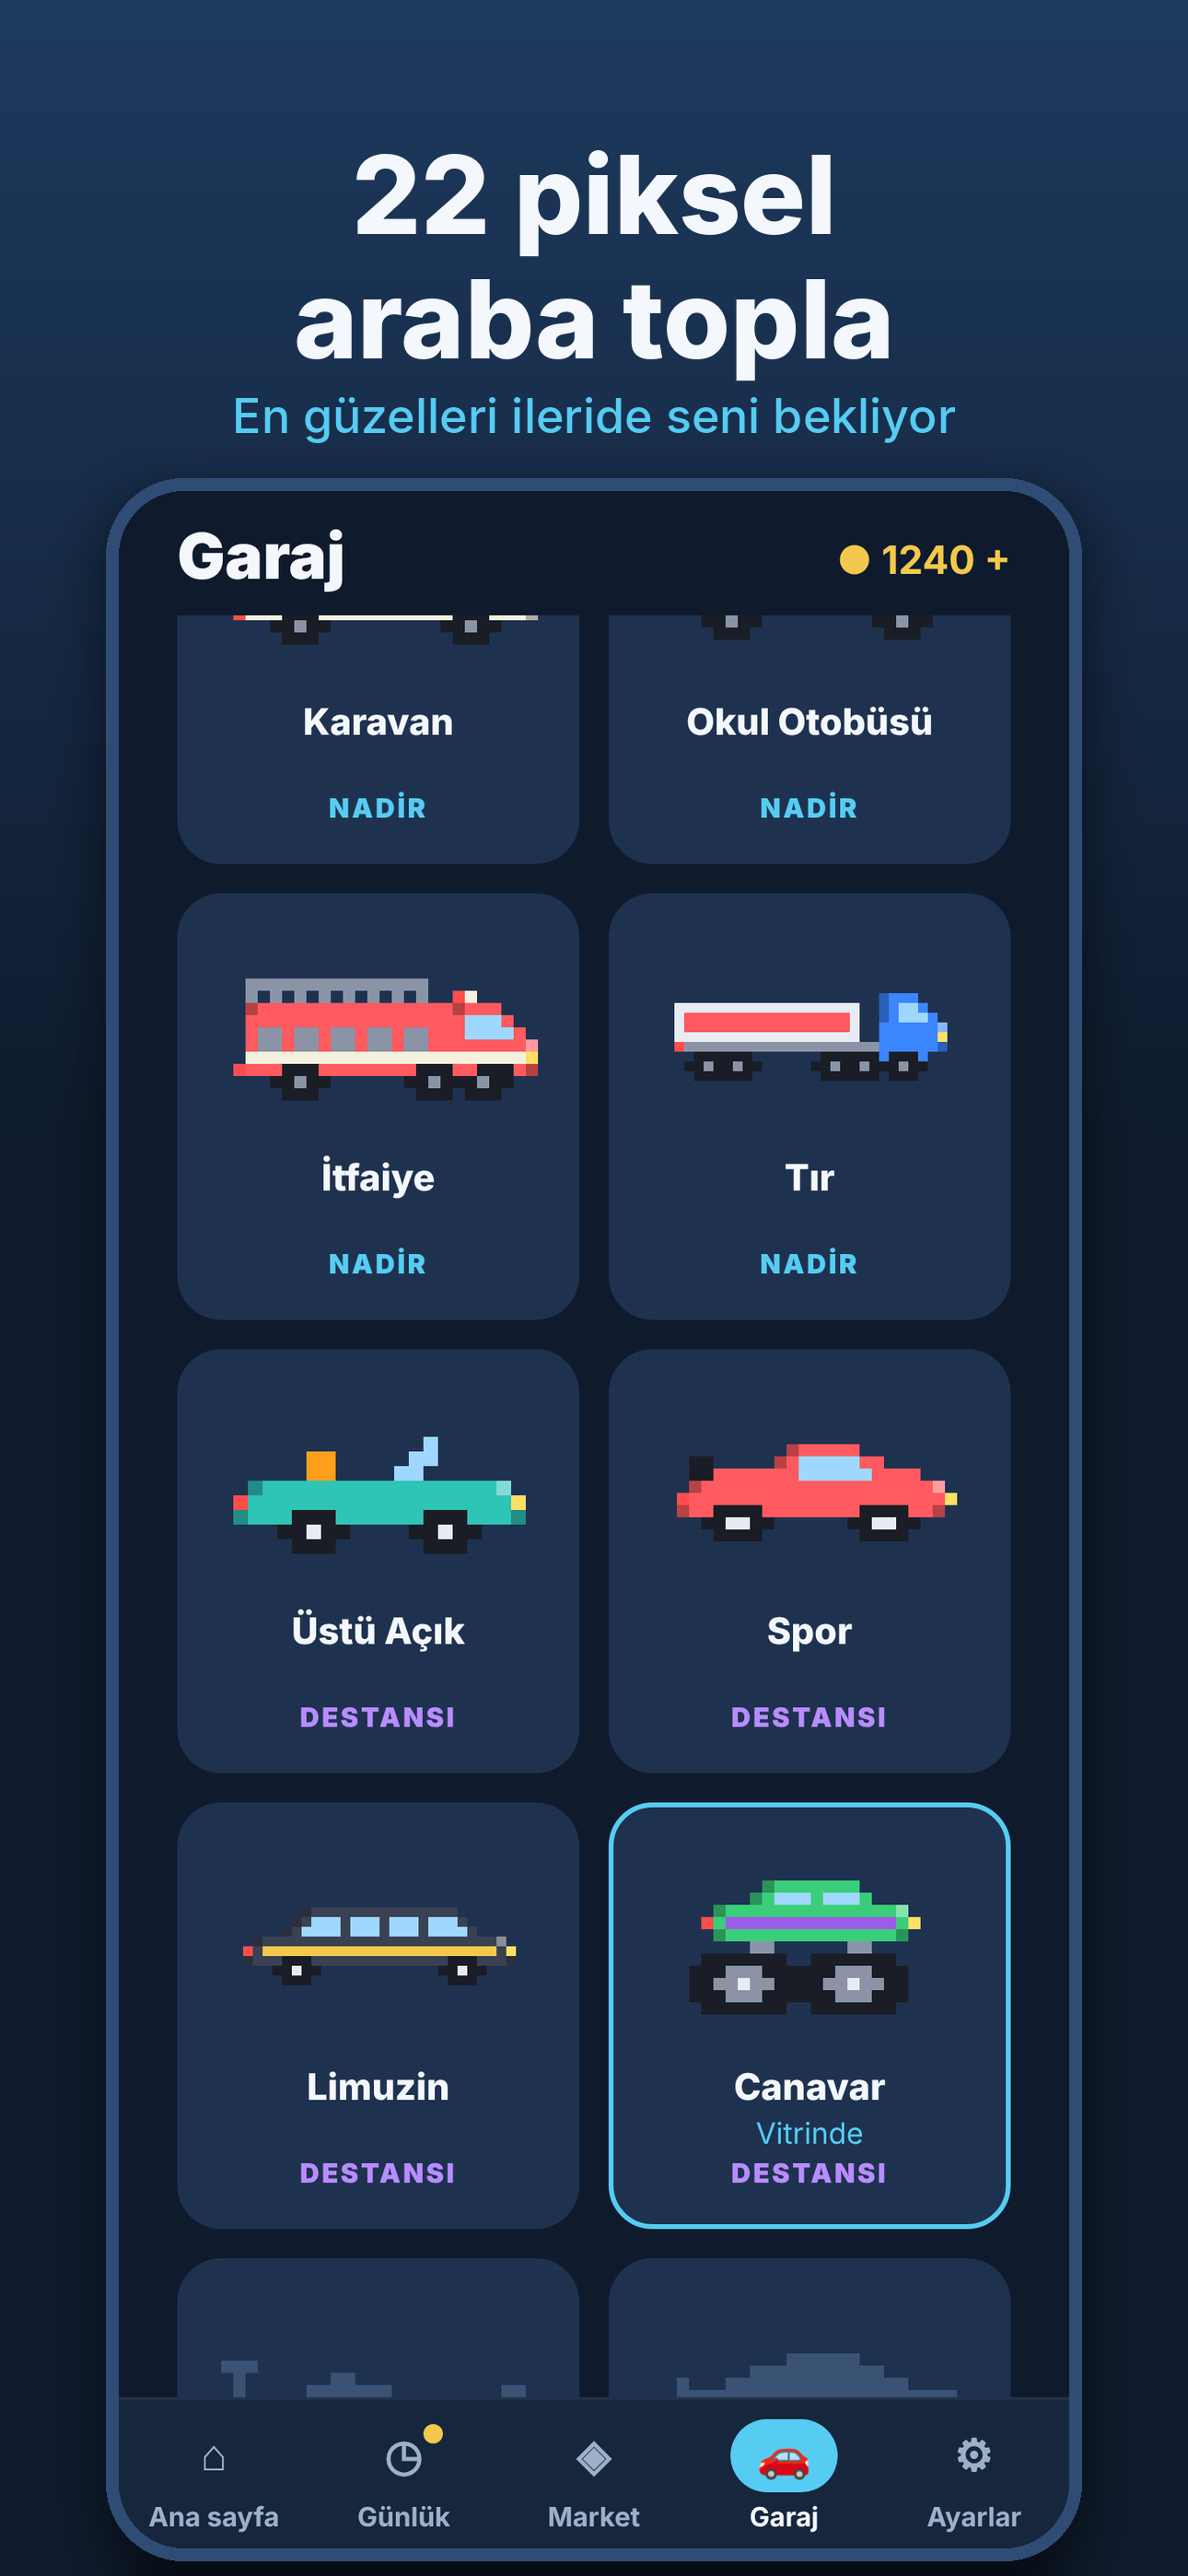 22 piksel
araba topla
En güzelleri ileride seni bekliyor
Garaj
1240 +
Karavan
Okul Otobüsü
NADİR
NADİR
İtfaiye
Tır
NADİR
NADİR
Üstü Açık
Spor
DESTANSI
DESTANSI
Limuzin
Canavar
Vitrinde
DESTANSI
DESTANSI
Ana sayfa
Günlük
Market
Garaj
Ayarlar